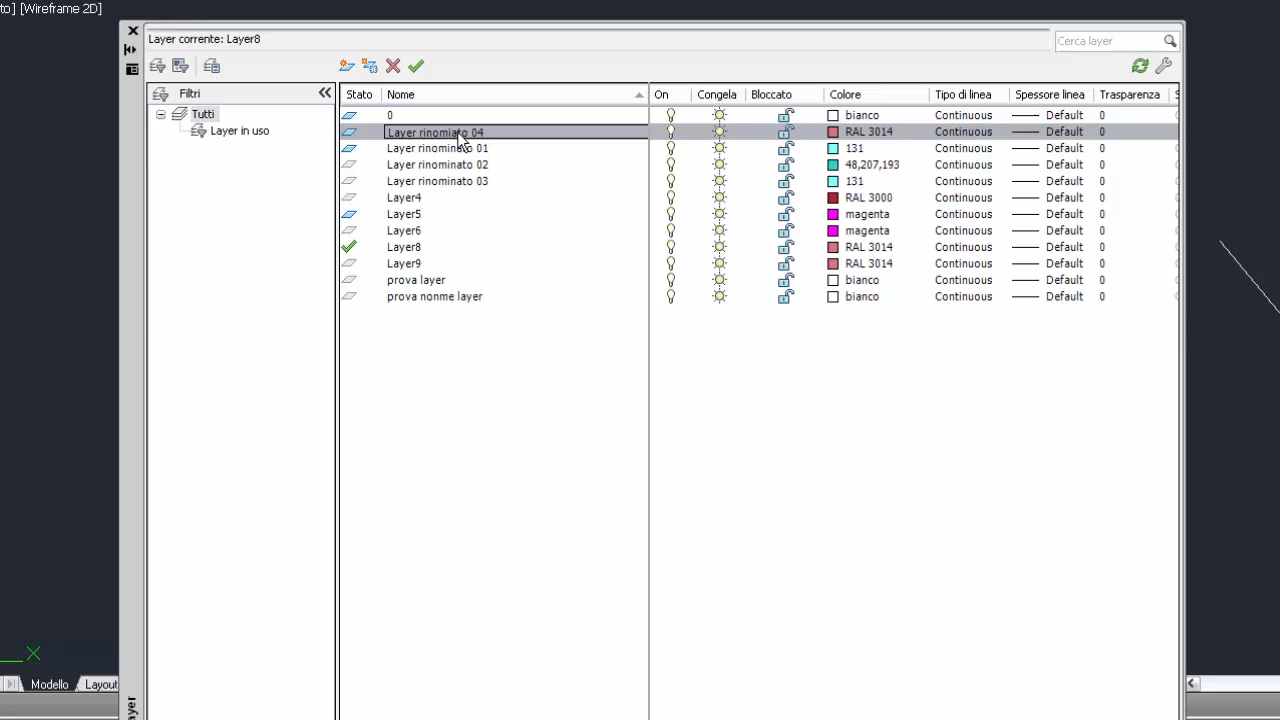 to] [Wireframe 2D]
Layer corrente: Layer8
Cerca layer
Filtri
Tutti
Layer in uso
Stato Nome On Congela Bloccato Colore Tipo di linea Spessore linea Trasparenza S
0 bianco Continuous Default 0
Layer rinomiato 04 RAL 3014 Continuous Default 0
Layer rinominato 01 131 Continuous Default 0
Layer rinominato 02 48,207,193 Continuous Default 0
Layer rinominato 03 131 Continuous Default 0
Layer4 RAL 3000 Continuous Default 0
Layer5 magenta Continuous Default 0
Layer6 magenta Continuous Default 0
Layer8 RAL 3014 Continuous Default 0
Layer9 RAL 3014 Continuous Default 0
prova layer bianco Continuous Default 0
prova nonme layer bianco Continuous Default 0
Modello Layout
ayer